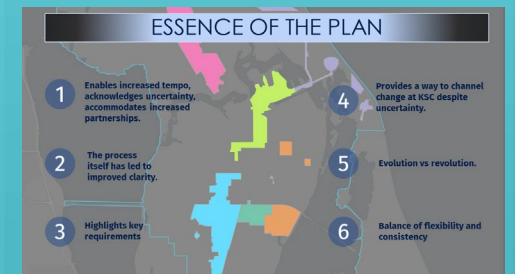 ESSENCE OF THE PLAN
1
Enables increased tempo,
acknowledges uncertainty,
accommodates increased
partnerships.
2
The process
itself has led to
improved clarity.
3
Highlights key
requirements
4
Provides a way to channel
change at KSC despite
uncertainty.
5
Evolution vs revolution.
6
Balance of flexibility and
consistency